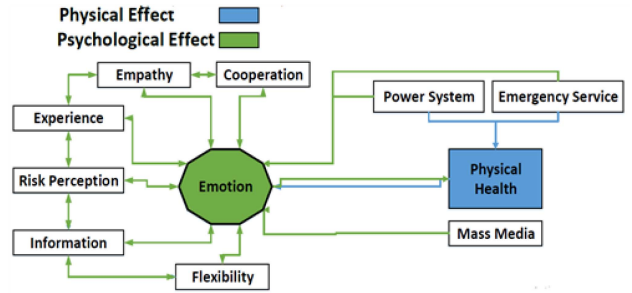 Physical Effect
Psychological Effect
Empathy
Cooperation
Power System
Emergency Service
Experience
Risk Perception
Emotion
Physical
Health
Information
Mass Media
Flexibility